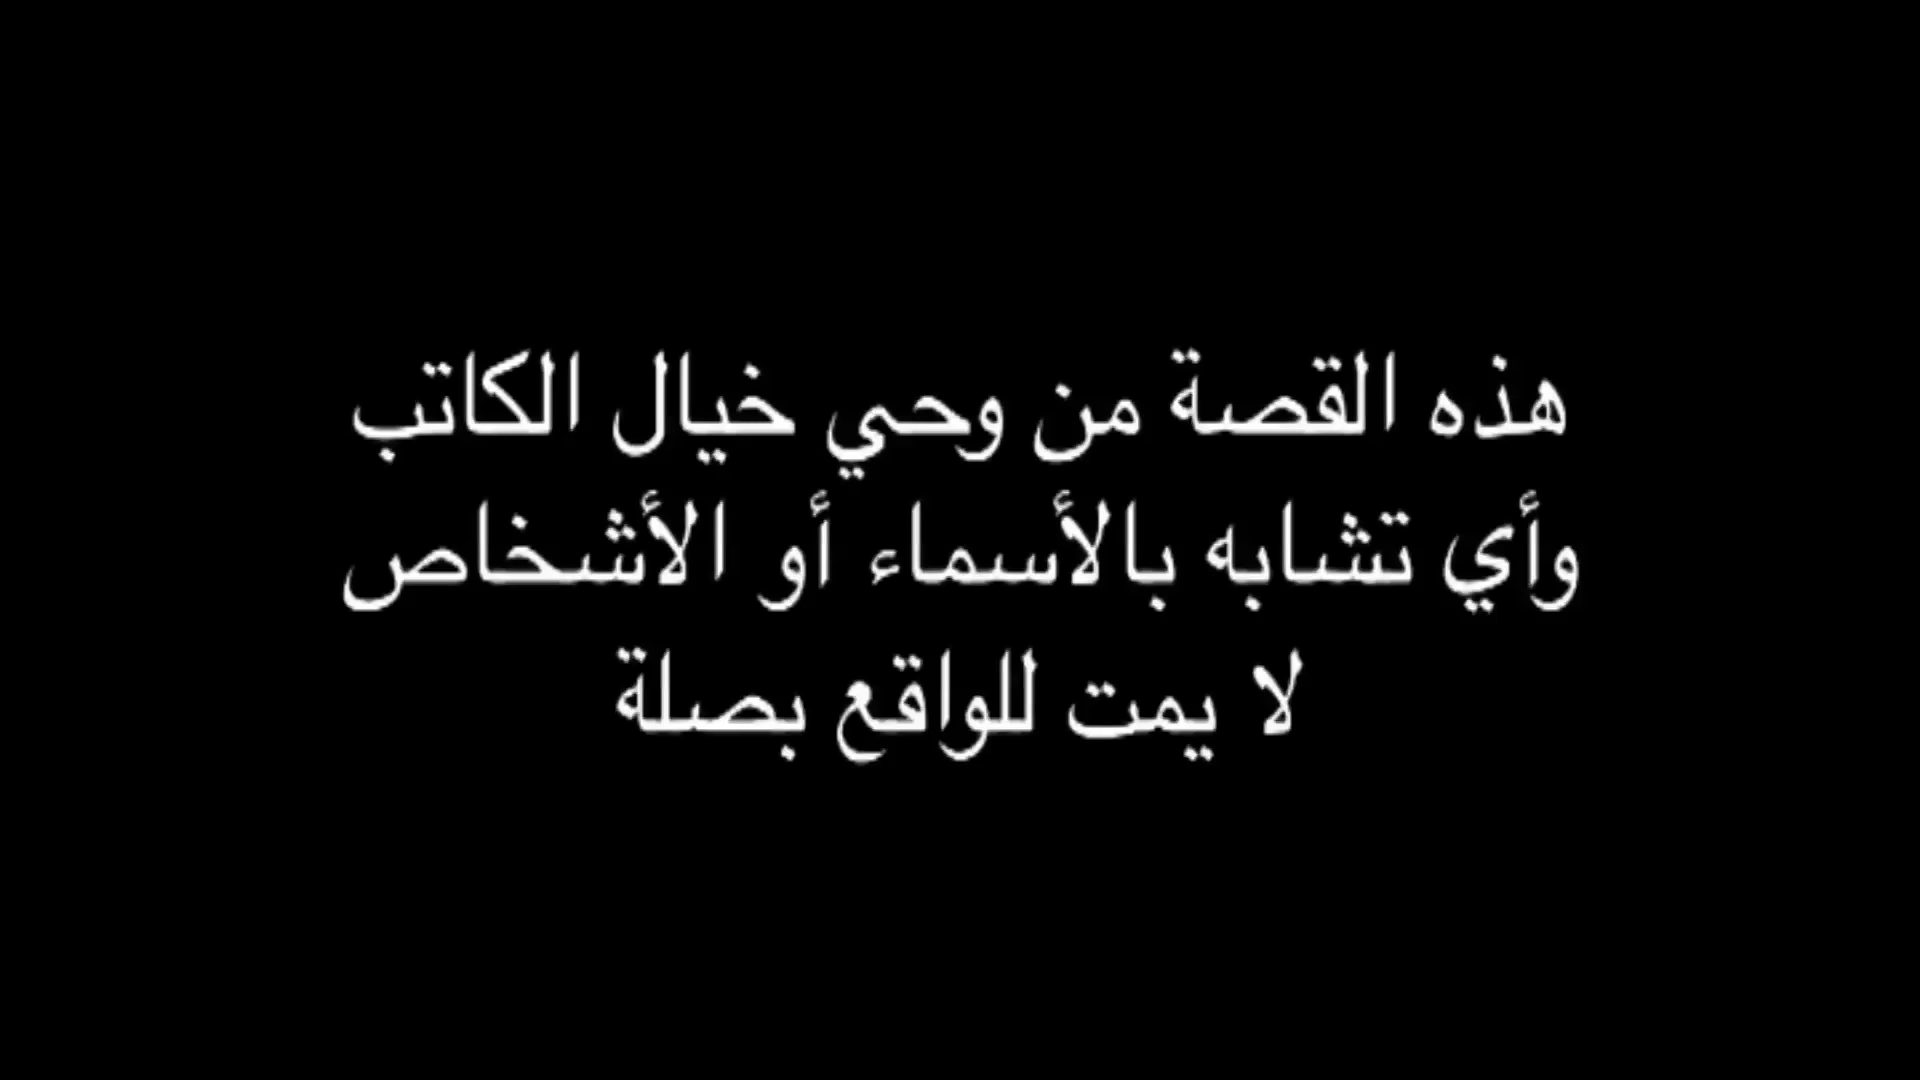 هذه القصة من وحي خيال الكاتب
وأي تشابه بالأسماء أو الأشخاص
لا يمت للواقع بصلة